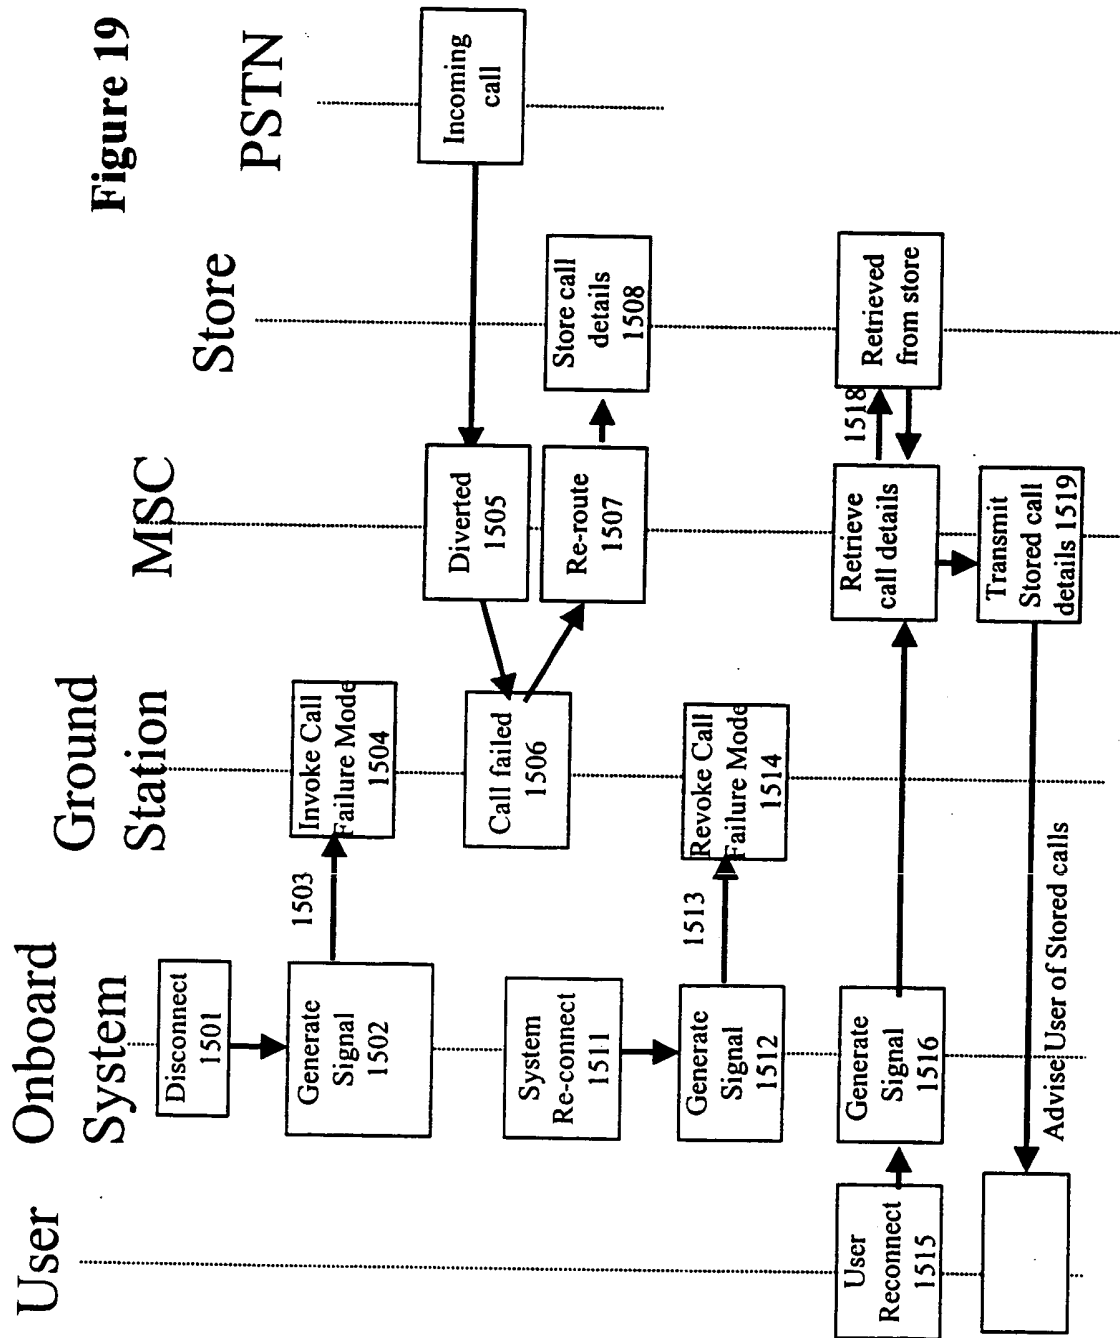 Figure 19
User
Onboard
System
Ground
Station
MSC
Store
PSTN
Disconnect
1501
Generate
Signal
1502
1503
Invoke Call
Failure Mode
1504
Incoming
call
Diverted
1505
Call failed
1506
Re-route
1507
Store call
details
1508
System
Re-connect
1511
Generate
Signal
1512
1513
Revoke Call
Failure Mode
1514
User
Reconnect
1515
Generate
Signal
1516
Retrieve
call details
1518
Retrieved
from store
Transmit
Stored call
details 1519
Advise User of Stored calls